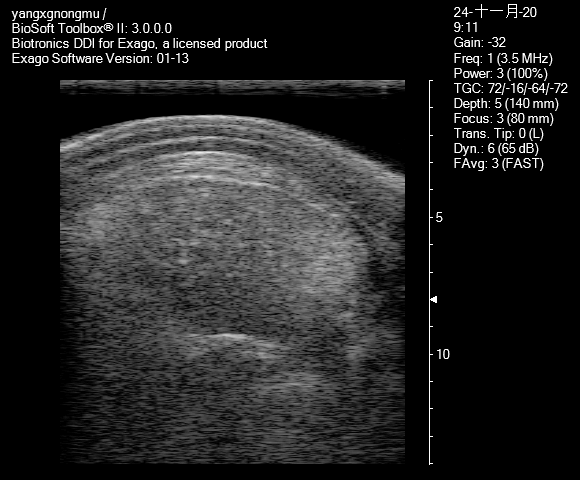 yangxgnongmu /
BioSoft Toolbox® II: 3.0.0.0
Biotronics DDI for Exago, a licensed product
Exago Software Version: 01-13
24-十一月-20
9:11
Gain: -32
Freq: 1 (3.5 MHz)
Power: 3 (100%)
TGC: 72/-16/-64/-72
Depth: 5 (140 mm)
Focus: 3 (80 mm)
Trans. Tip: 0 (L)
Dyn.: 6 (65 dB)
FAvg: 3 (FAST)
5
10